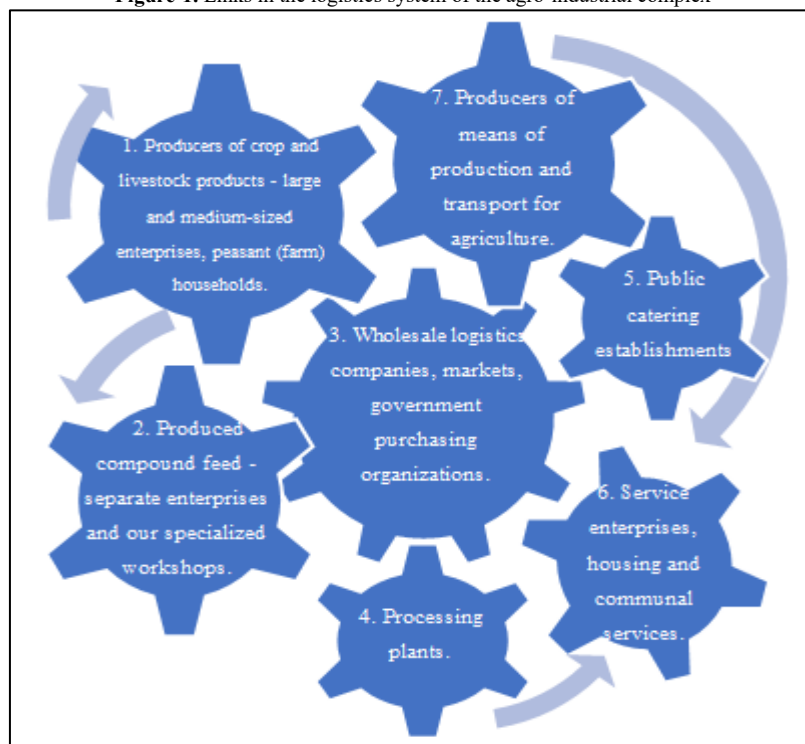 Figure 1. Links in the logistics system of the agro-industrial complex
1. Producers of crop and
livestock products - large
and medium-sized
enterprises, peasant (farm)
households.
7. Producers of
means of
production and
transport for
agriculture.
5. Public
catering
establishments
3. Wholesale logistics
companies, markets,
government
purchasing
organizations.
2. Produced
compound feed -
separate enterprises
and our specialized
workshops.
6. Service
enterprises,
housing and
communal
services.
4. Processing
plants.